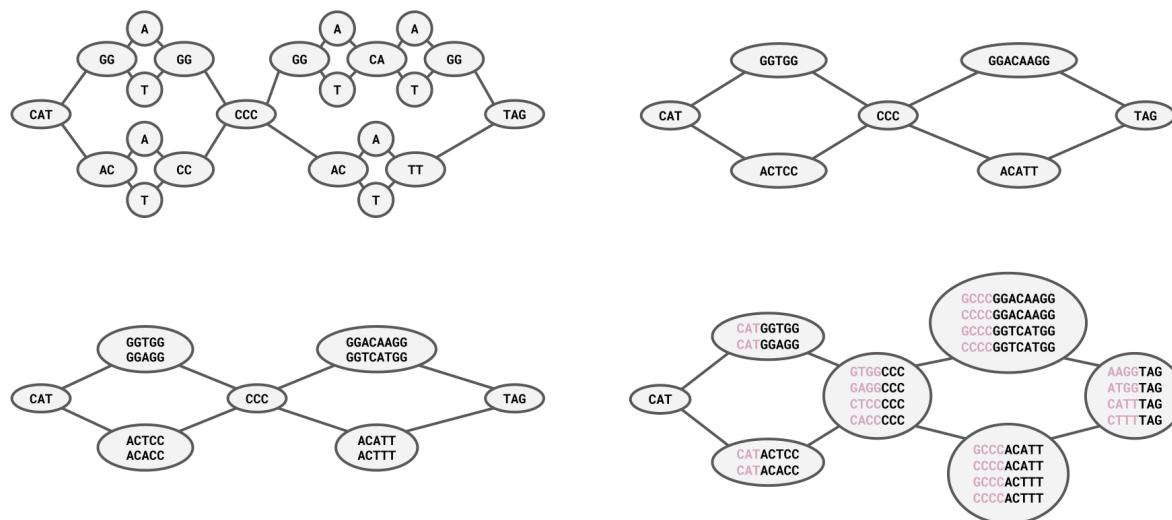 A
A
A
GG
GG
GG
CA
GG
T
T
T
CAT
CCC
TAG
A
A
AC
CC
AC
TT
T
T
GGTGG
GGACAAGG
CAT
CCC
TAG
ACTCC
ACATT
GGTGG
GGAGG
GGACAAGG
GGTCATGG
CAT
CCC
TAG
ACTCC
ACACC
ACATT
ACTTT
CATGGTGG
CATGGAGG
GCCCGGACAAGG
CCCCGGACAAGG
GCCCGGTCATGG
CCCCGGTCATGG
CAT
GTGGCCC
GAGGCCC
CTCCCCC
CACCCCC
AAGGTAG
ATGGTAG
CATTTAG
CTTTTAG
CATACTCC
CATACACC
GCCCACATT
CCCCACATT
GCCCACTTT
CCCCACTTT